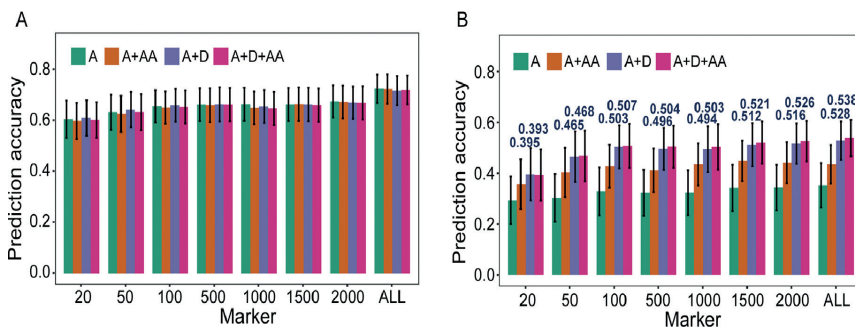 A
B
A A+AA A+D A+D+AA
Prediction accuracy
0.8
0.6
0.4
0.2
0.0
20 50 100 500 1000 1500 2000 ALL
Marker
A A+AA A+D A+D+AA
Prediction accuracy
0.8
0.6
0.4
0.2
0.0
0.393 0.468 0.507 0.504 0.503 0.521 0.526 0.538
0.395 0.465 0.503 0.496 0.494 0.512 0.516 0.528
20 50 100 500 1000 1500 2000 ALL
Marker